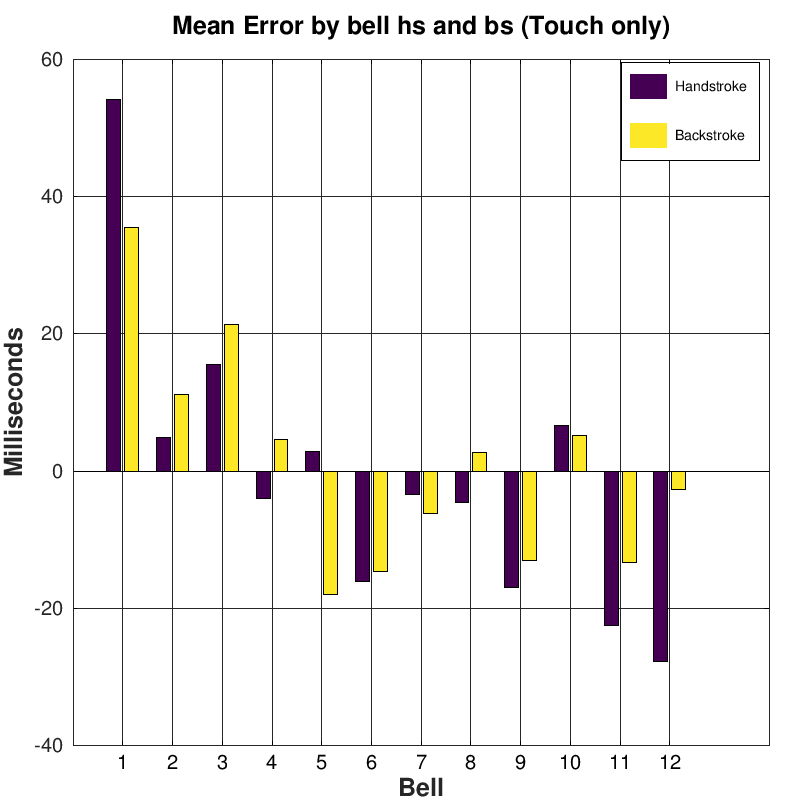 Mean Error by bell hs and bs (Touch only)
Handstroke
Backstroke
60
40
20
0
-20
-40
Milliseconds
1 2 3 4 5 6 7 8 9 10 11 12
Bell